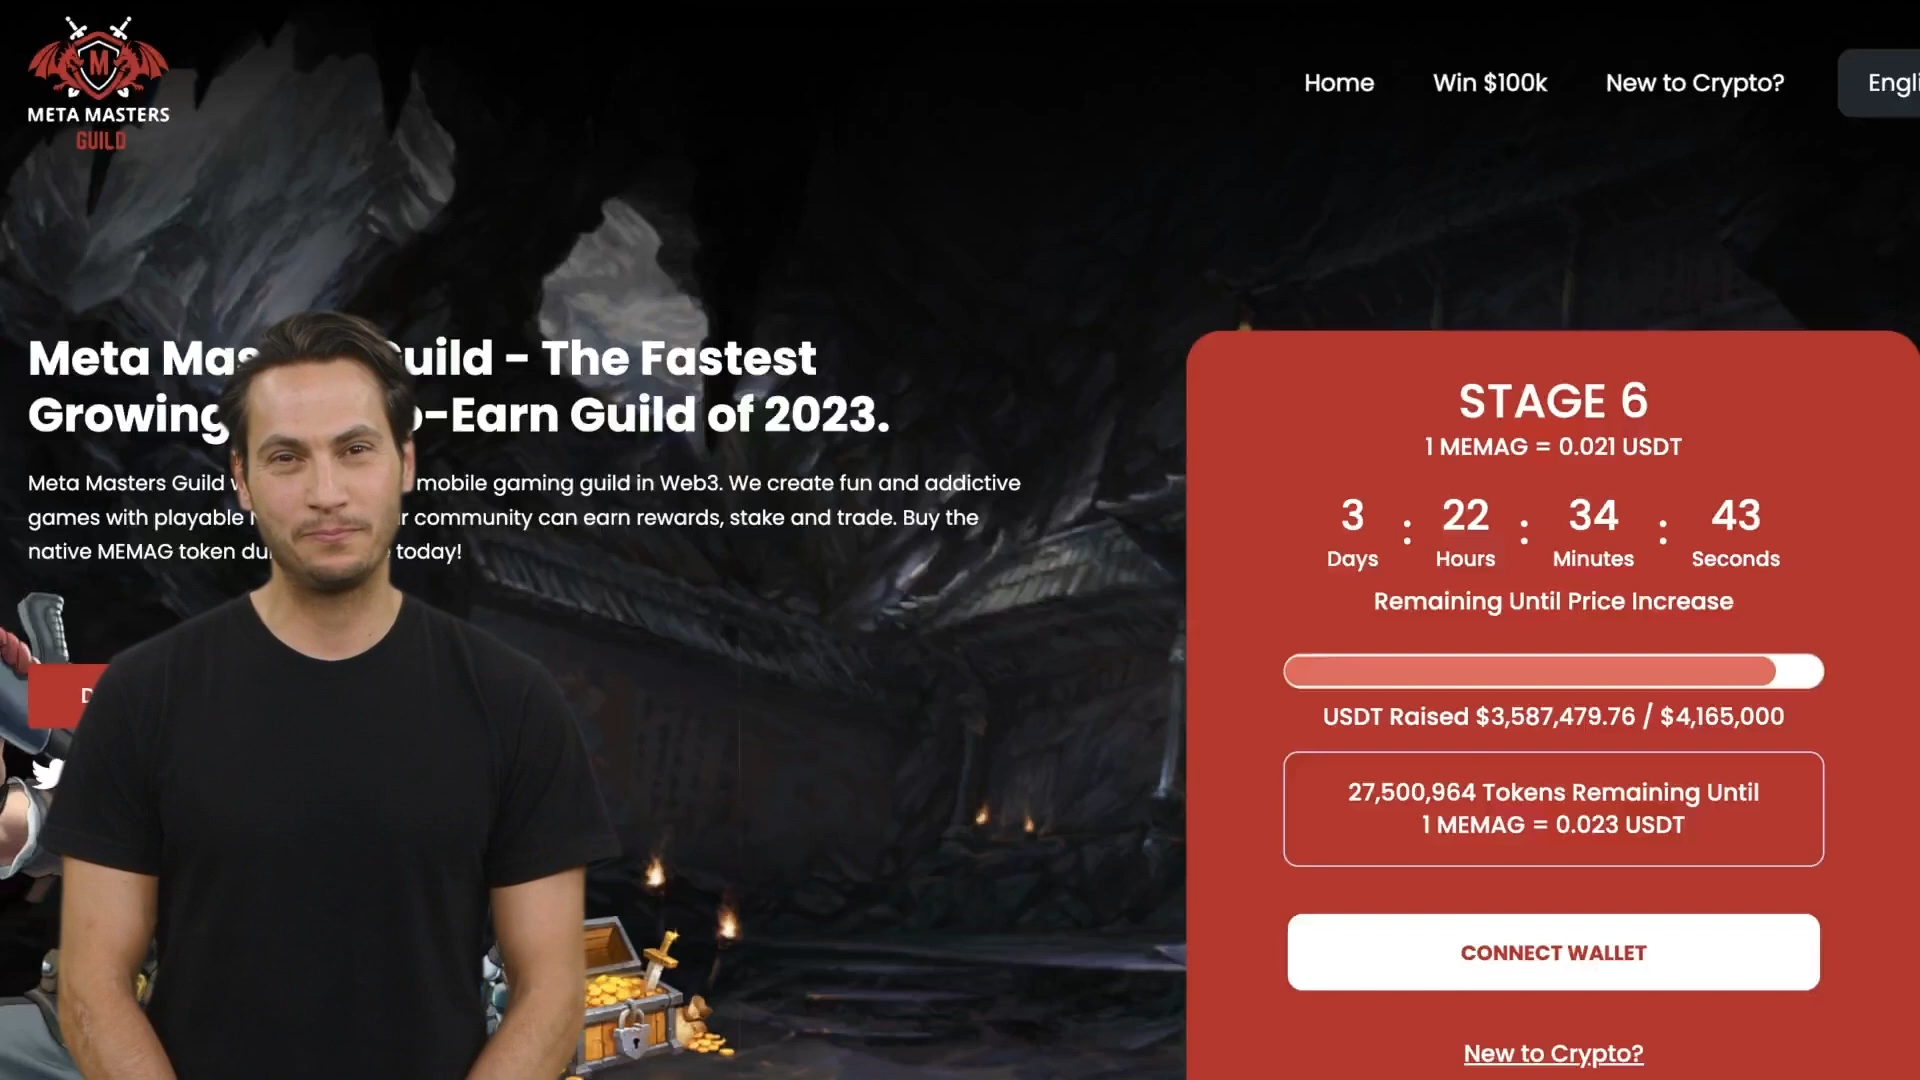 META MASTERS
GUILD
Home
Win $100k
New to Crypto?
Meta Mas uild - The Fastest
Growing -Earn Guild of 2023.
Meta Masters Guild mobile gaming guild in Web3. We create fun and addictive
games with playable community can earn rewards, stake and trade. Buy the
native MEMAG token today!
STAGE 6
1 MEMAG = 0.021 USDT
3 : 22 : 34 : 43
Days Hours Minutes Seconds
Remaining Until Price Increase
USDT Raised $3,587,479.76 / $4,165,000
27,500,964 Tokens Remaining Until
1 MEMAG = 0.023 USDT
CONNECT WALLET
New to Crypto?